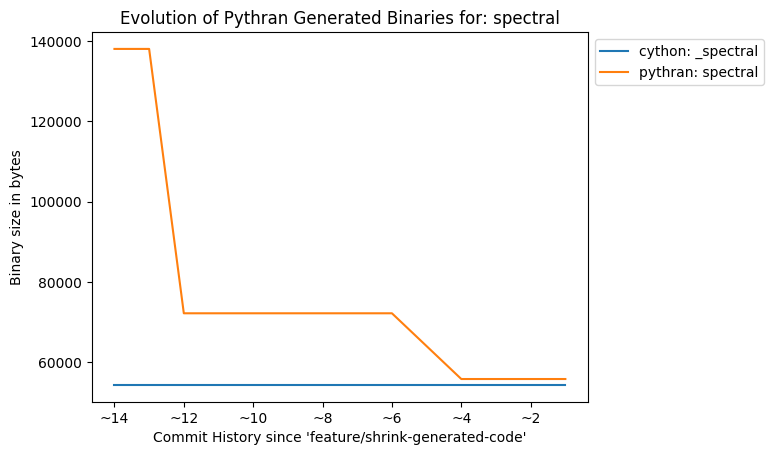 Evolution of Pythran Generated Binaries for: spectral
140000
120000
100000
80000
60000
Binary size in bytes
~14
~12
~10
~8
~6
~4
~2
Commit History since 'feature/shrink-generated-code'
cython: _spectral
pythran: spectral